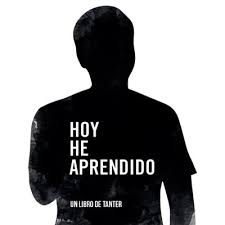 HOY
HE
APRENDIDO
UN LIBRO DE TANTER